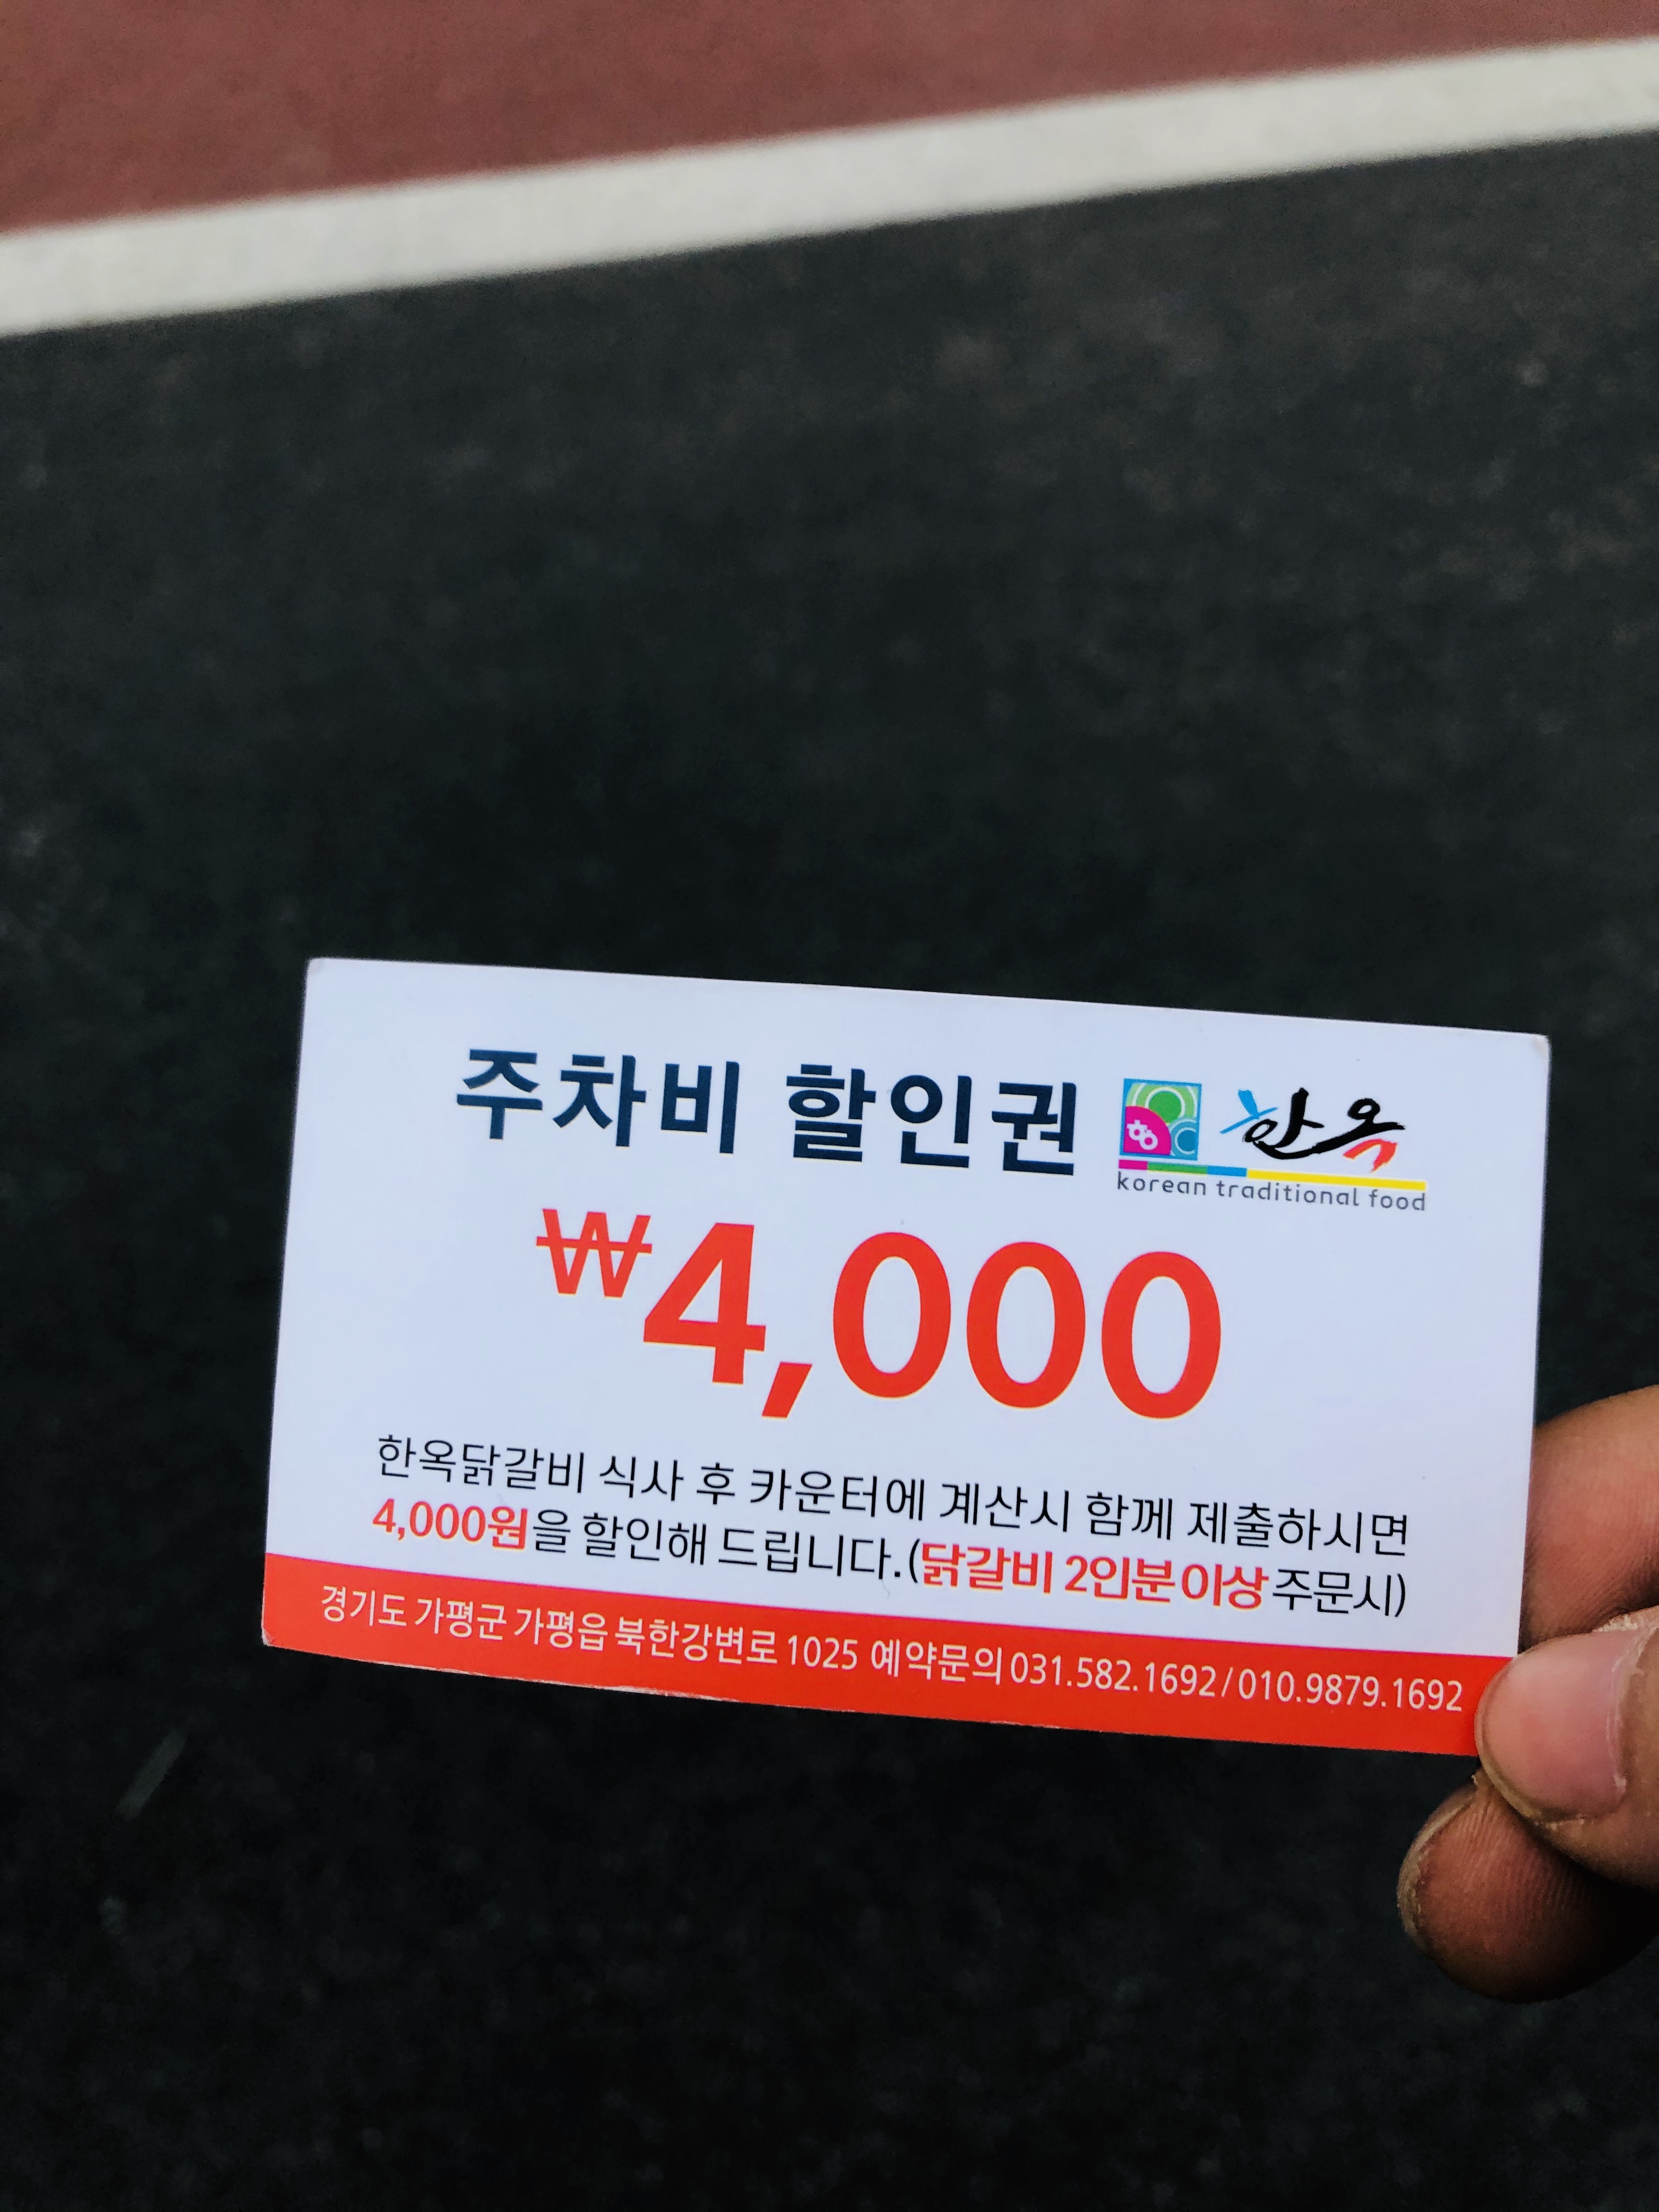 주차비 할인권
한옥
korean traditional food
₩4,000
한옥닭갈비 식사 후 카운터에 계산시 함께 제출하시면
4,000원을 할인해 드립니다.(닭갈비 2인분이상 주문시)
경기도 가평군 가평읍 북한강변로 1025 예약문의 031.582.1692/010.9879.1692